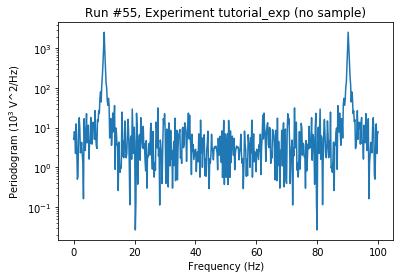 Run #55, Experiment tutorial_exp (no sample)
Periodogram (10³ V^2/Hz)
10³
10²
10¹
10⁰
10⁻¹
0 20 40 60 80 100
Frequency (Hz)